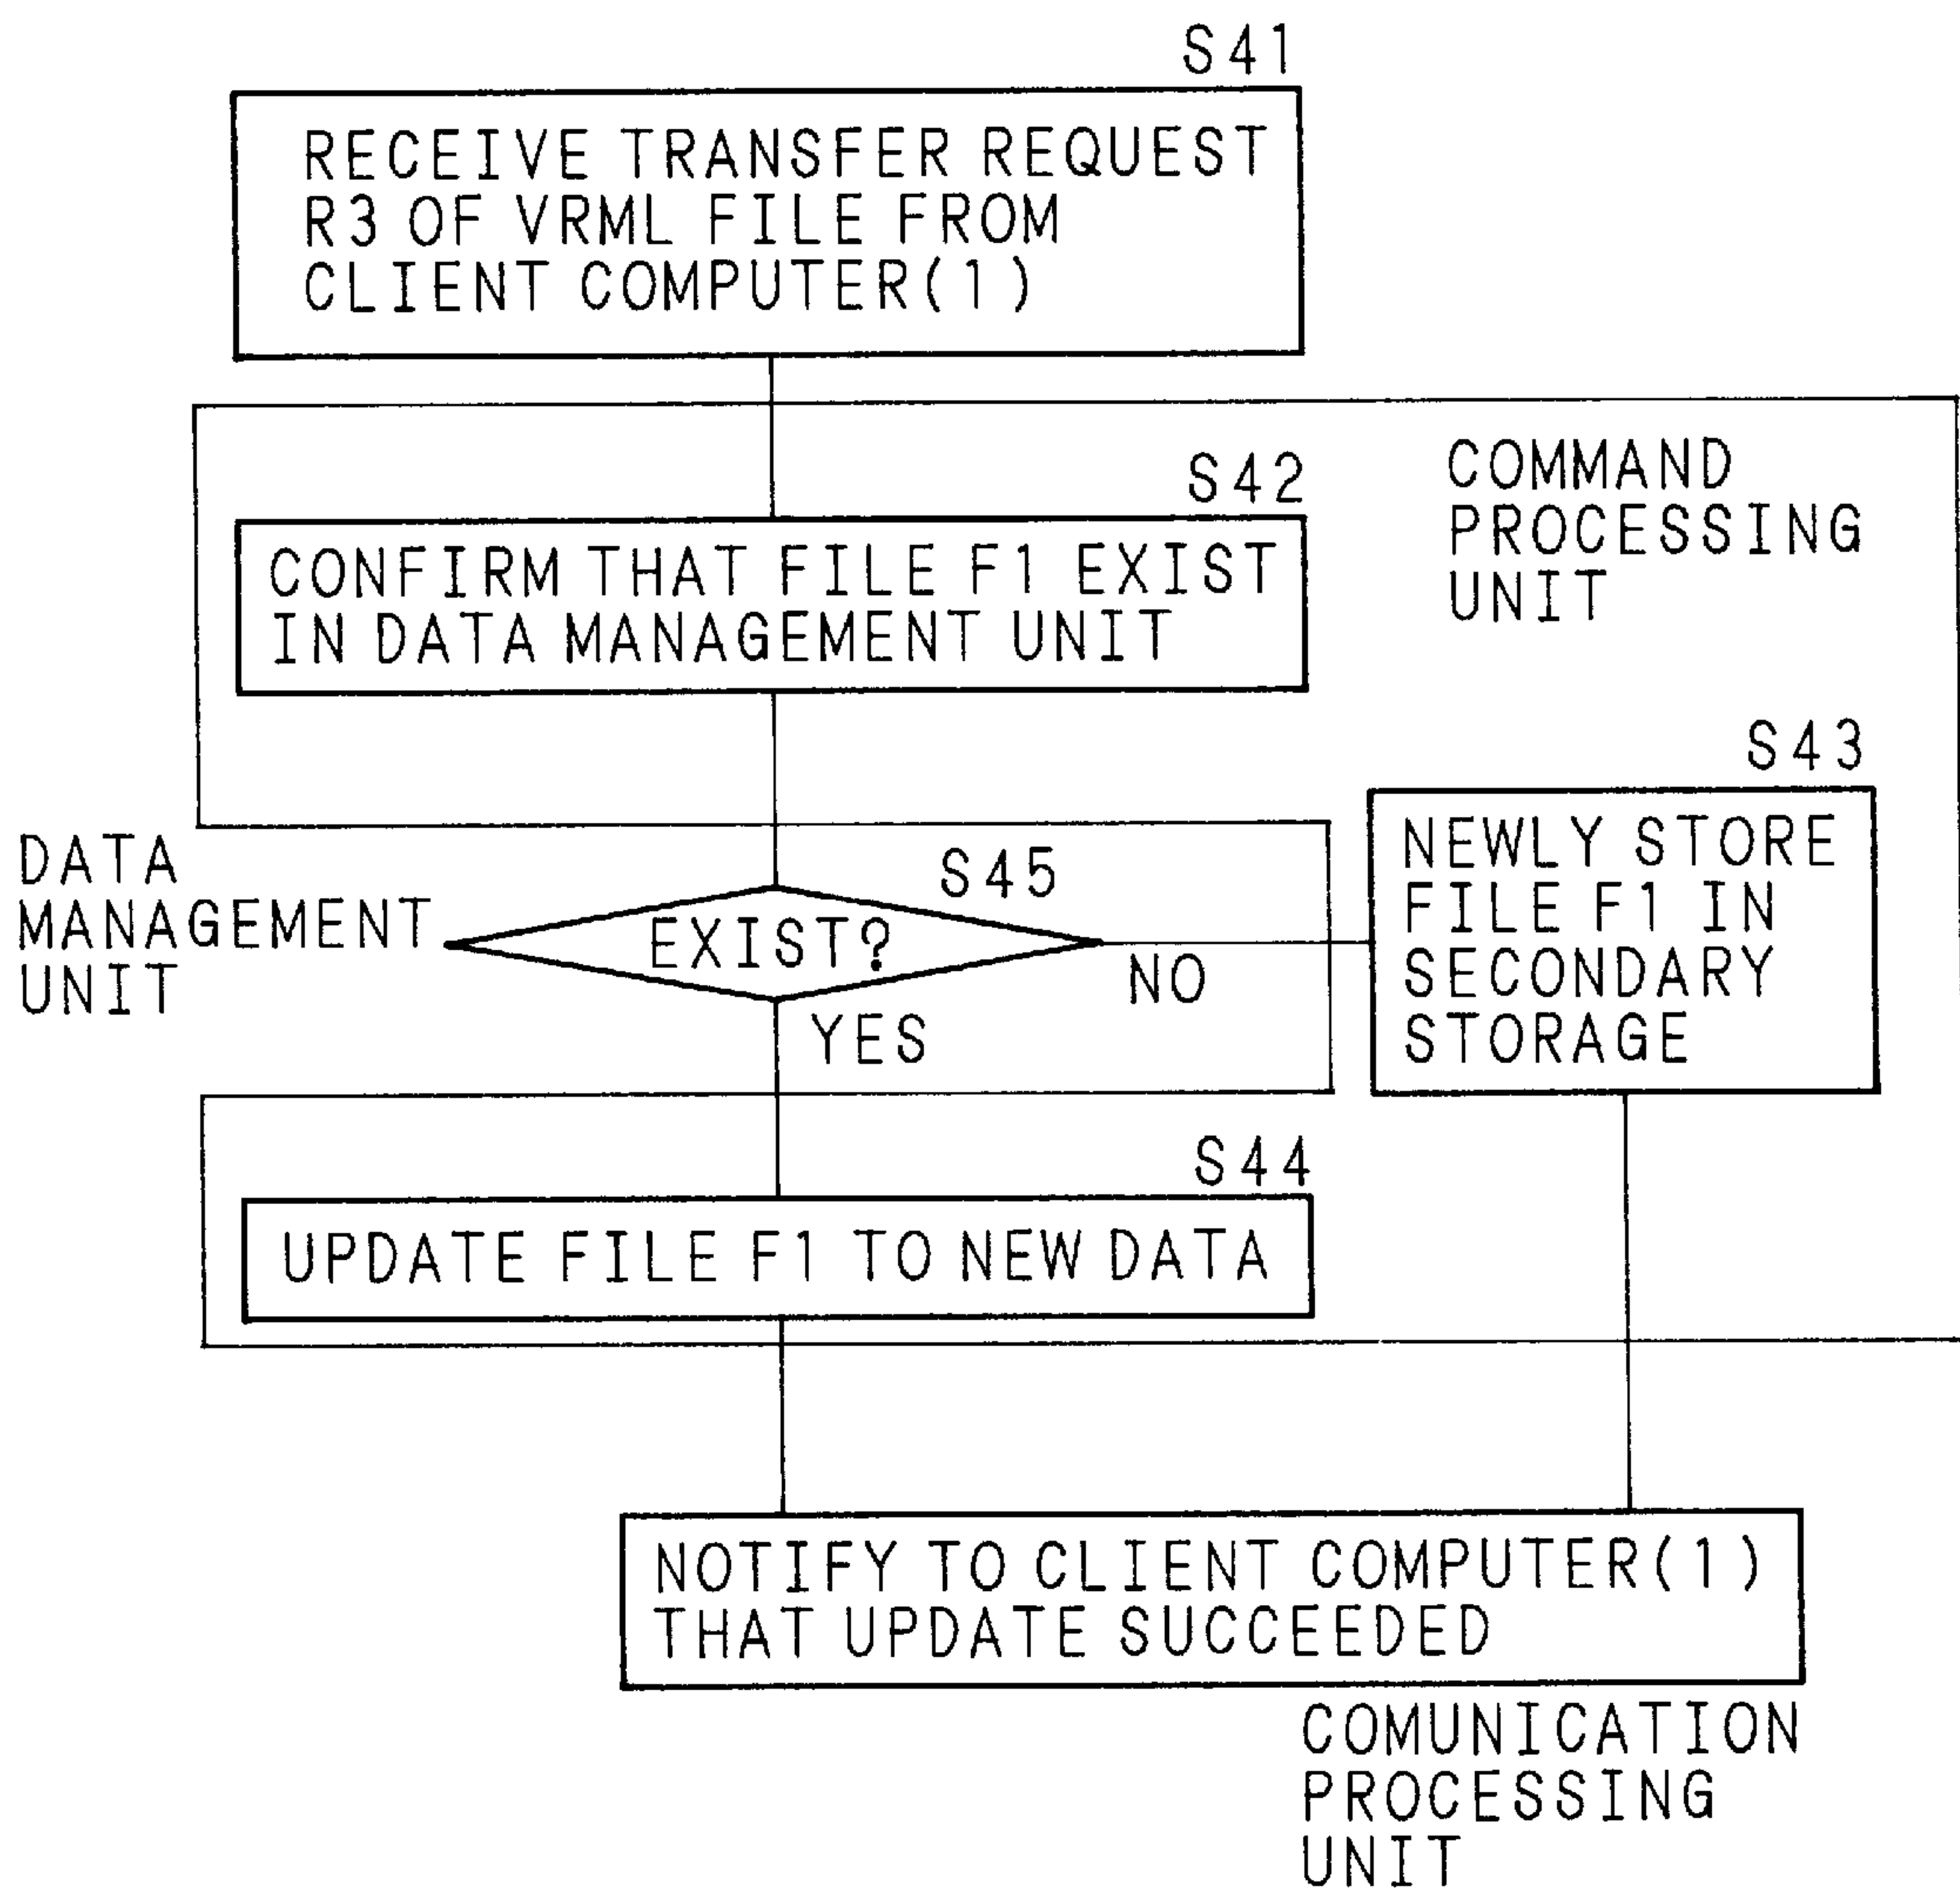 S41
RECEIVE TRANSFER REQUEST
R3 OF VRML FILE FROM
CLIENT COMPUTER(1)
COMMAND
PROCESSING
UNIT
S42
CONFIRM THAT FILE F1 EXIST
IN DATA MANAGEMENT UNIT
S43
NEWLY STORE
FILE F1 IN
SECONDARY
STORAGE
DATA
MANAGEMENT
UNIT
S45
EXIST?
NO
YES
S44
UPDATE FILE F1 TO NEW DATA
NOTIFY TO CLIENT COMPUTER(1)
THAT UPDATE SUCCEEDED
COMUNICATION
PROCESSING
UNIT